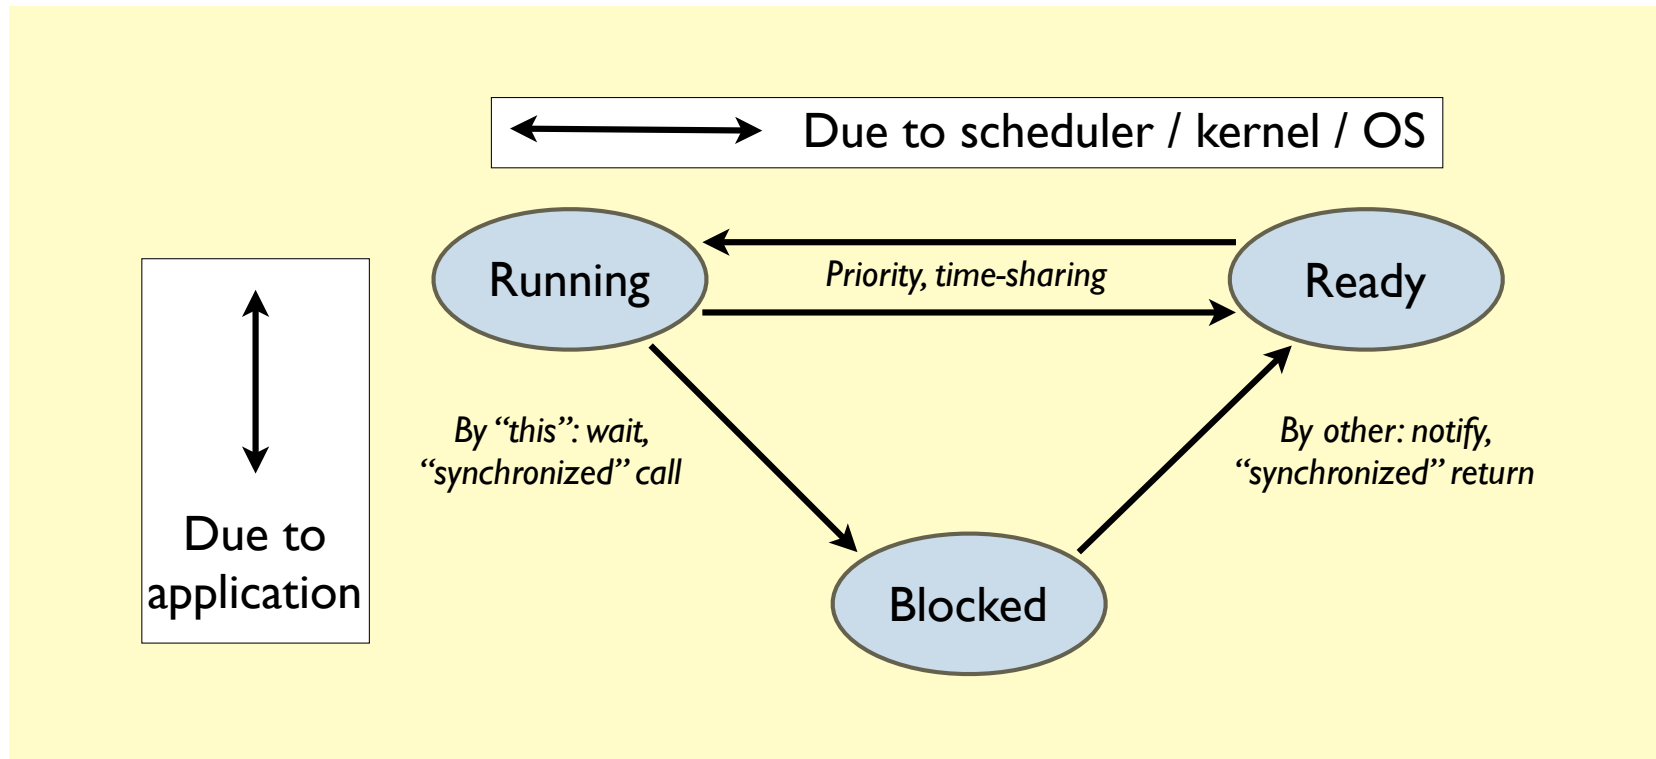 Due to scheduler / kernel / OS
Running
Priority, time-sharing
Ready
By “this”: wait,
“synchronized” call
By other: notify,
“synchronized” return
Due to
application
Blocked